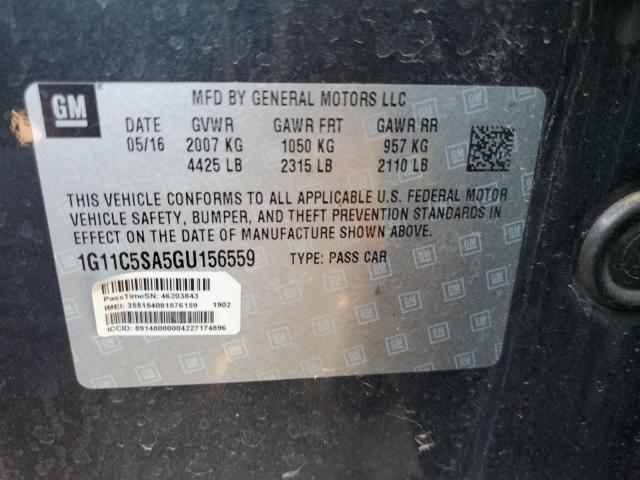 GM
MFD BY GENERAL MOTORS LLC
DATE GVWR GAWR FRT GAWR RR
05/16 2007 KG 1050 KG 957 KG
4425 LB 2315 LB 2110 LB
THIS VEHICLE CONFORMS TO ALL APPLICABLE U.S. FEDERAL MOTOR
VEHICLE SAFETY, BUMPER, AND THEFT PREVENTION STANDARDS IN
EFFECT ON THE DATE OF MANUFACTURE SHOWN ABOVE.
1G11C5SA5GU156559 TYPE: PASS CAR
PassTimeSN: 46203843
IMEI: 355154081876159 1902
ICCID: 89148000004227174896